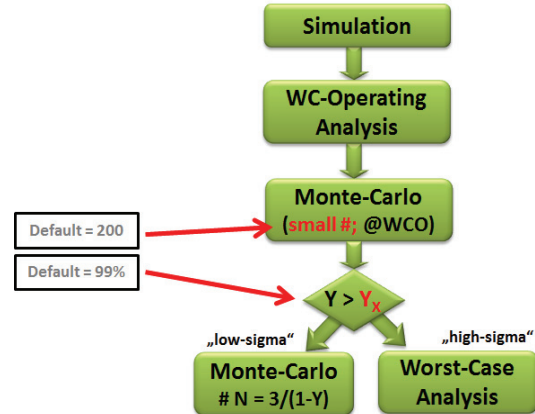 Simulation
WC-Operating
Analysis
Monte-Carlo
(small #; @WCO)
Default = 200
Default = 99%
Y > Yₓ
„low-sigma“
„high-sigma“
Monte-Carlo
# N = 3/(1-Y)
Worst-Case
Analysis